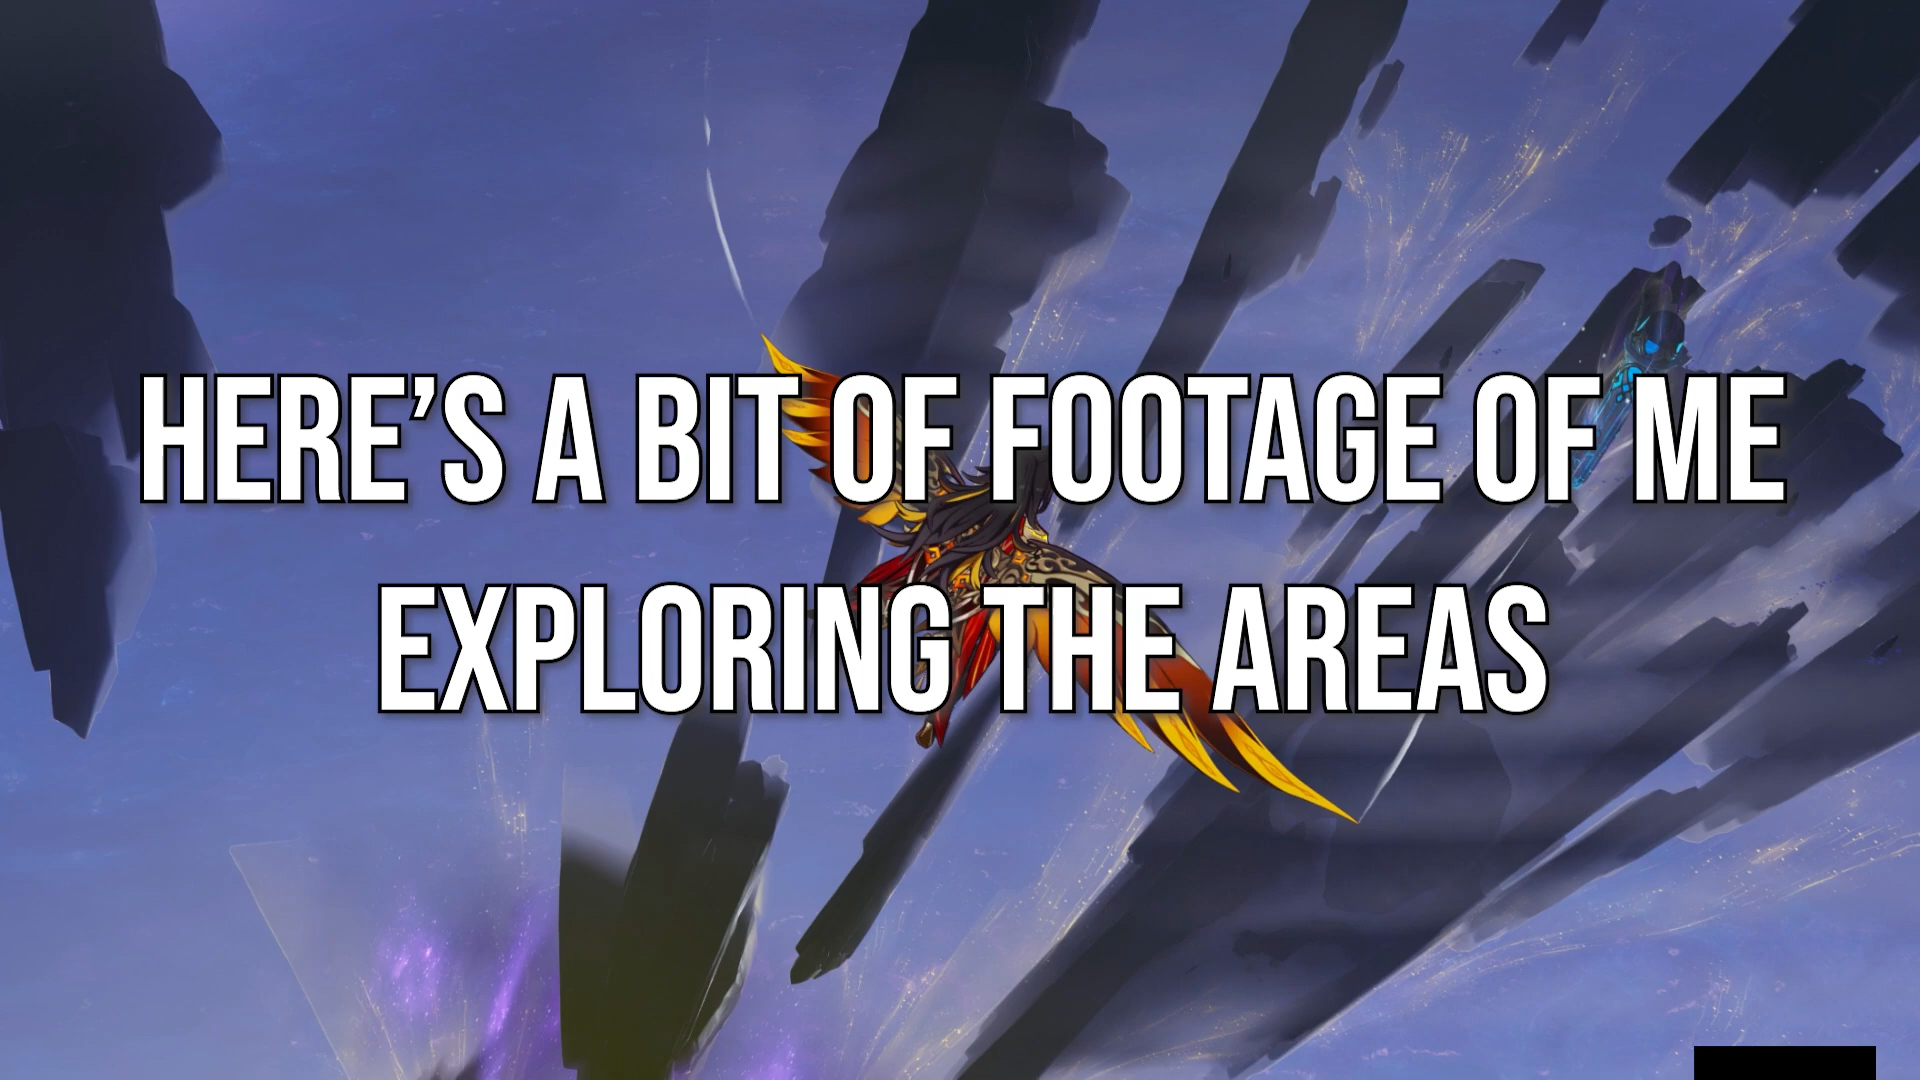 HERE’S A BIT OF FOOTAGE OF ME
EXPLORING THE AREAS